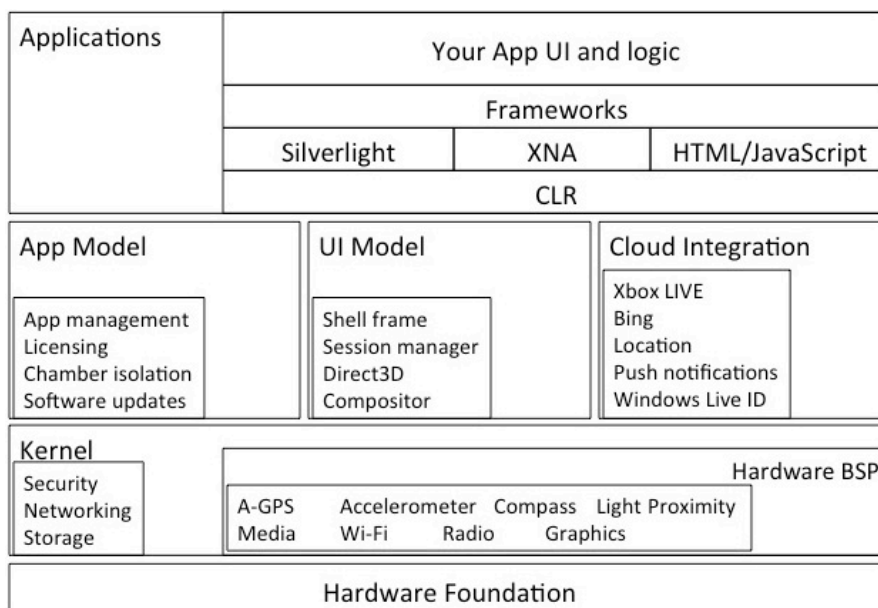 Applications
Your App UI and logic
Frameworks
Silverlight
XNA
HTML/JavaScript
CLR
App Model
App management
Licensing
Chamber isolation
Software updates
UI Model
Shell frame
Session manager
Direct3D
Compositor
Cloud Integration
Xbox LIVE
Bing
Location
Push notifications
Windows Live ID
Kernel
Security
Networking
Storage
Hardware BSP
A-GPS Accelerometer Compass Light Proximity
Media Wi-Fi Radio Graphics
Hardware Foundation